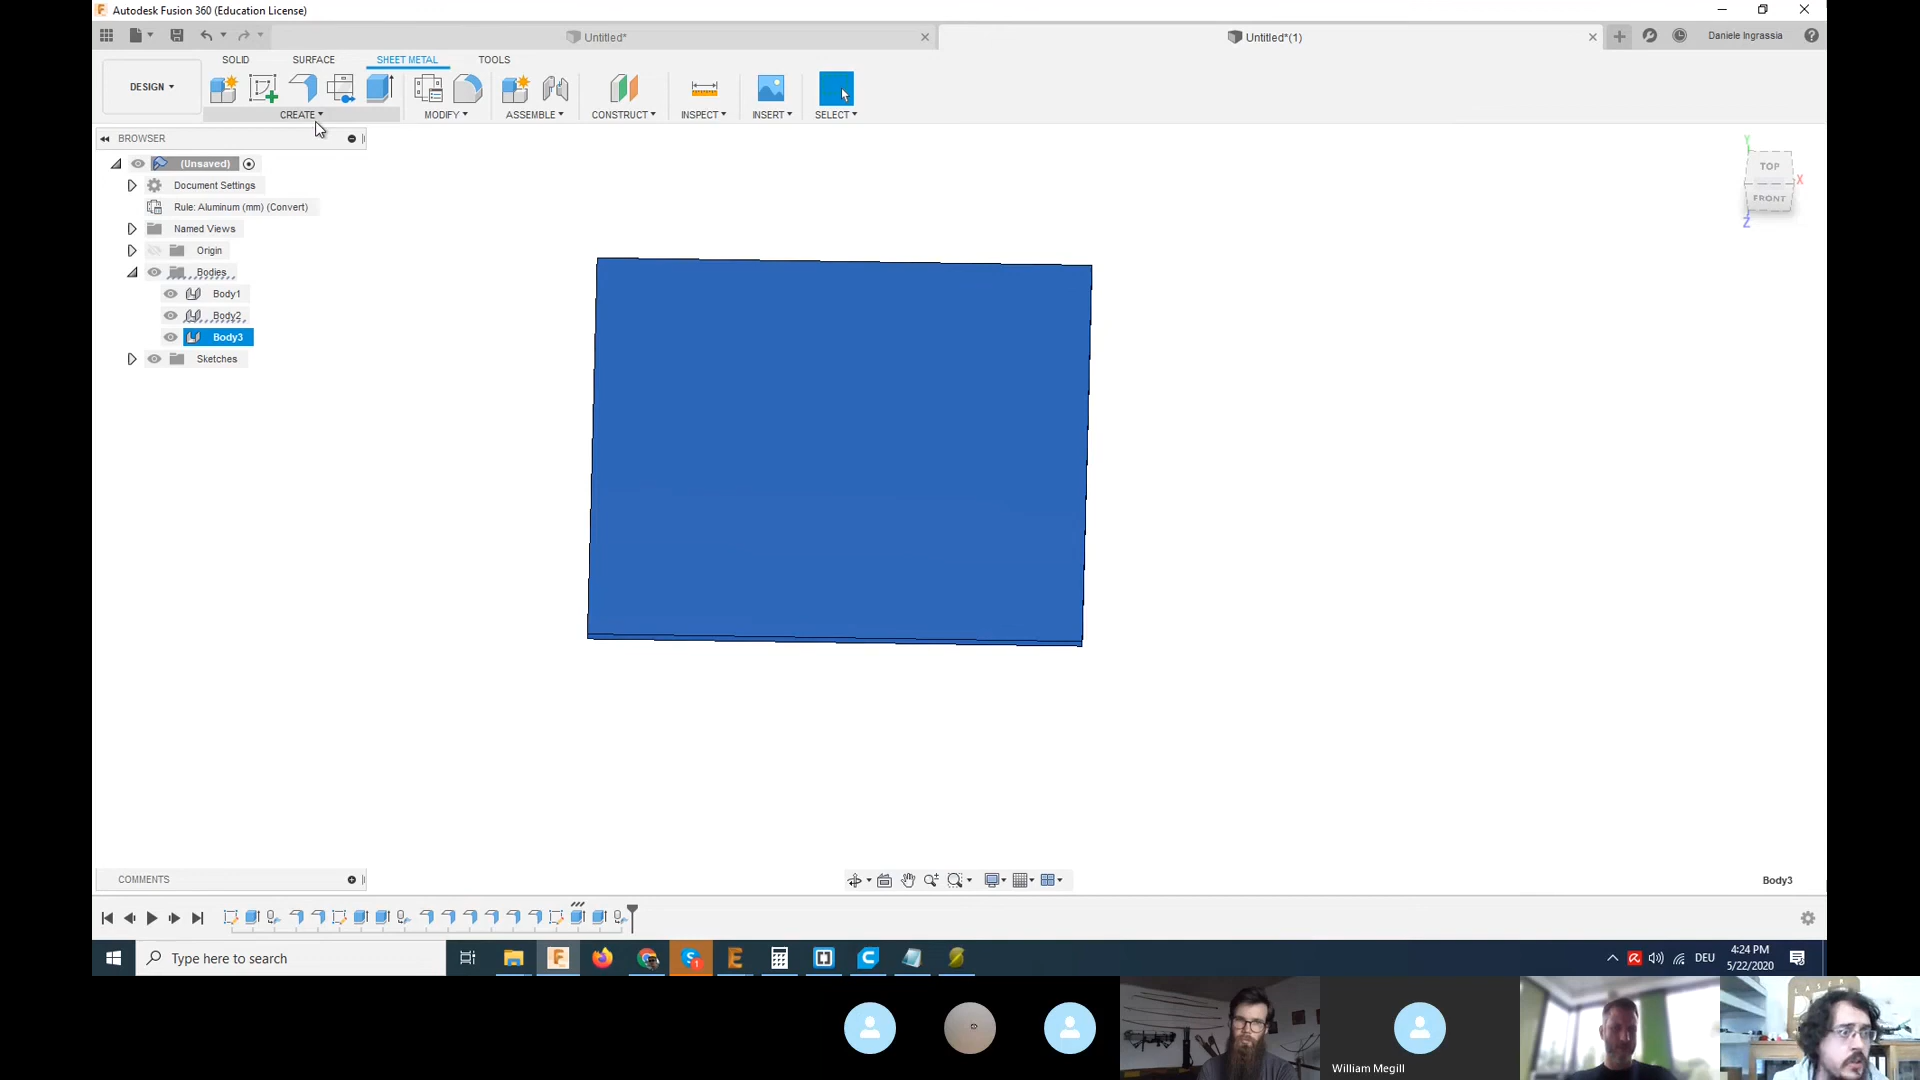 Autodesk Fusion 360 (Education License)
Untitled*
Untitled*(1)
Daniele Ingrassia
SOLID
SURFACE
SHEET METAL
TOOLS
DESIGN
CREATE
MODIFY
ASSEMBLE
CONSTRUCT
INSPECT
INSERT
SELECT
BROWSER
(Unsaved)
Document Settings
Rule: Aluminum (mm) (Convert)
Named Views
Origin
Bodies
Body1
Body2
Body3
Sketches
Y
TOP
X
FRONT
Z
COMMENTS
Body3
Type here to search
DEU
4:24 PM
5/22/2020
William Megill